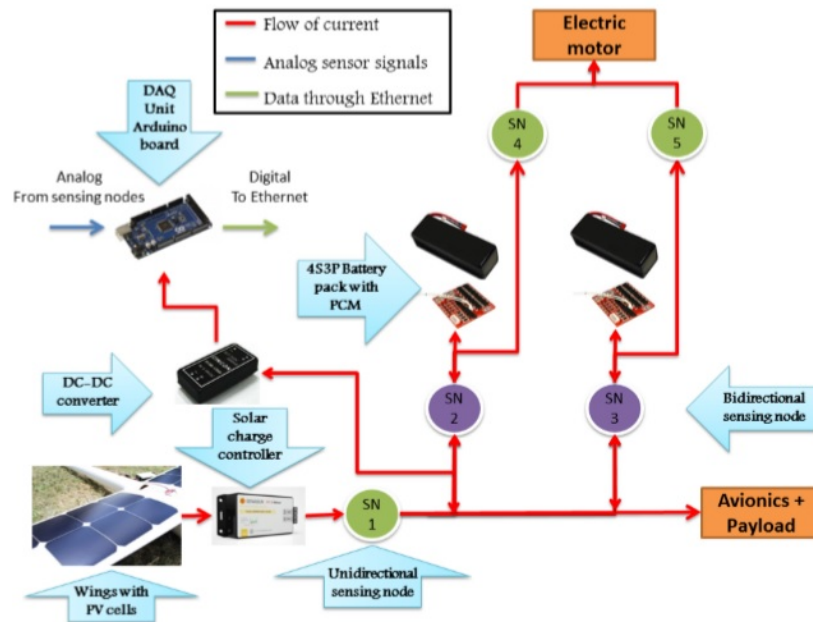 Flow of current
Analog sensor signals
Data through Ethernet
Electric
motor
DAQ
Unit
Arduino
board
SN
4
SN
5
Analog
From sensing nodes
Digital
To Ethernet
4S3P Battery
pack with
PCM
DC-DC
converter
Solar
charge
controller
SN
2
SN
3
Bidirectional
sensing node
SN
1
Avionics +
Payload
Wings with
PV cells
Unidirectional
sensing node